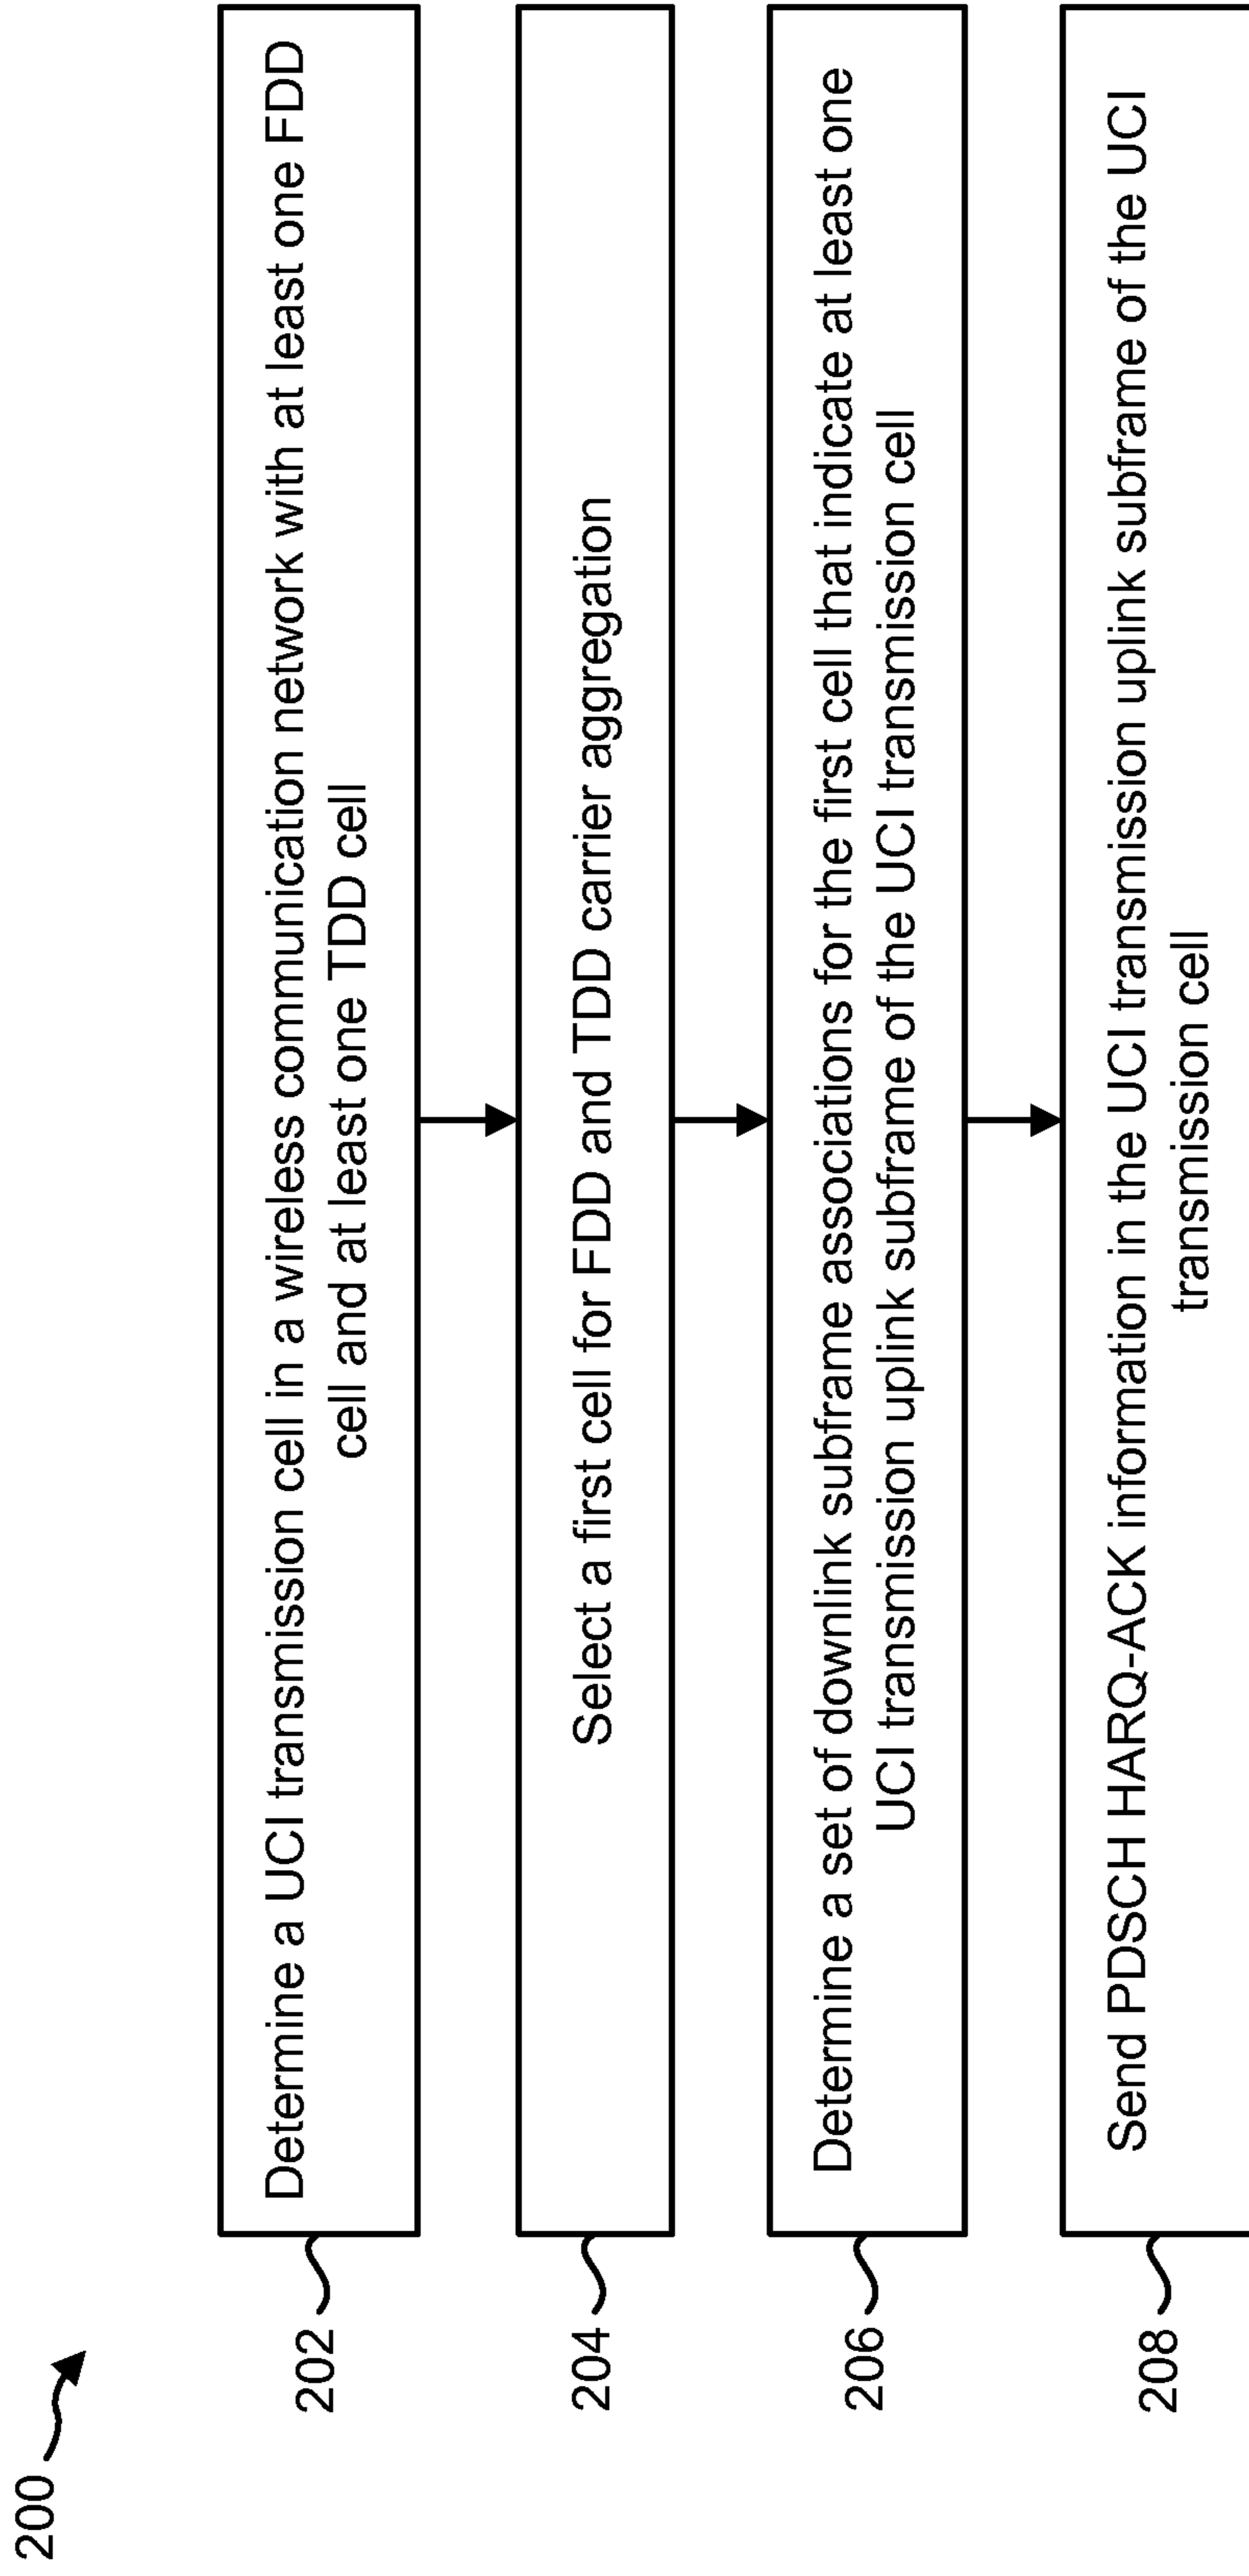 200
202
Determine a UCI transmission cell in a wireless communication network with at least one FDD
cell and at least one TDD cell
204
Select a first cell for FDD and TDD carrier aggregation
206
Determine a set of downlink subframe associations for the first cell that indicate at least one
UCI transmission uplink subframe of the UCI transmission cell
208
Send PDSCH HARQ-ACK information in the UCI transmission uplink subframe of the UCI
transmission cell